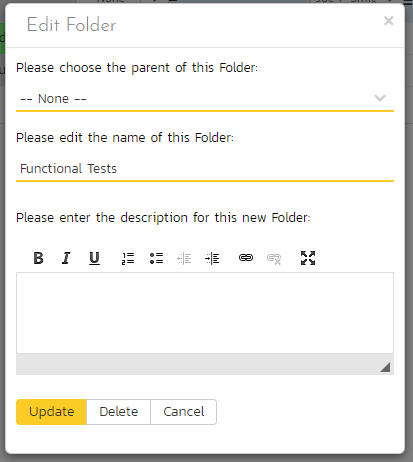 Edit Folder
×
Please choose the parent of this Folder:
-- None --
Please edit the name of this Folder:
Functional Tests
Please enter the description for this new Folder:
B I U
Update Delete Cancel